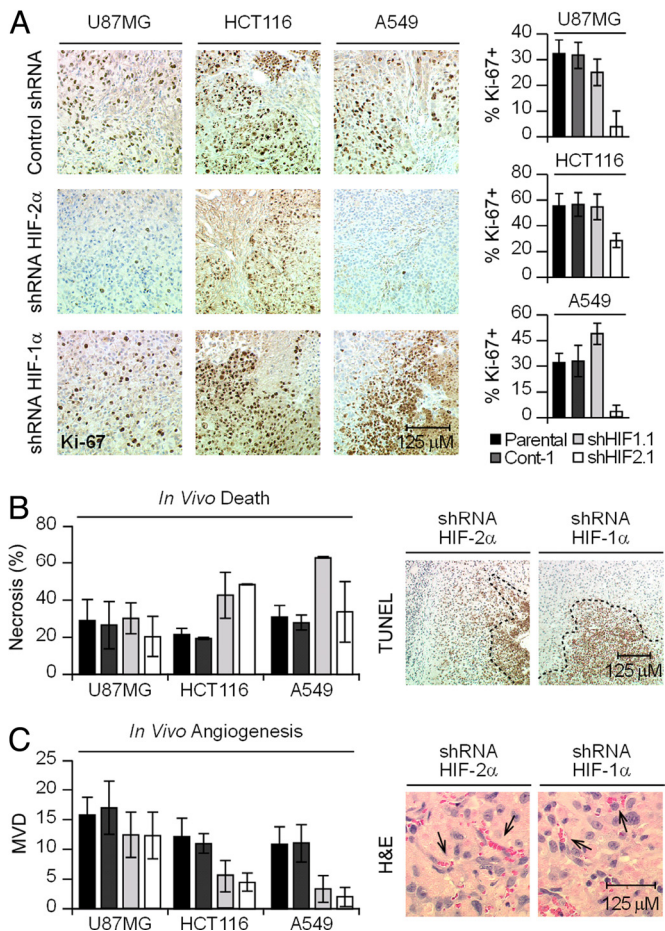 A
U87MG HCT116 A549
Control shRNA
shRNA HIF-2α
shRNA HIF-1α
Ki-67
125 µM
U87MG
% Ki-67+
40
30
20
10
0
HCT116
% Ki-67+
80
60
40
20
0
A549
% Ki-67+
60
45
30
15
0
Parental shHIF1.1
Cont-1 shHIF2.1
B
In Vivo Death
Necrosis (%)
80
60
40
20
0
U87MG HCT116 A549
shRNA HIF-2α
shRNA HIF-1α
TUNEL
125 µM
C
In Vivo Angiogenesis
MVD
25
20
15
10
5
0
U87MG HCT116 A549
shRNA HIF-2α
shRNA HIF-1α
H&E
125 µM